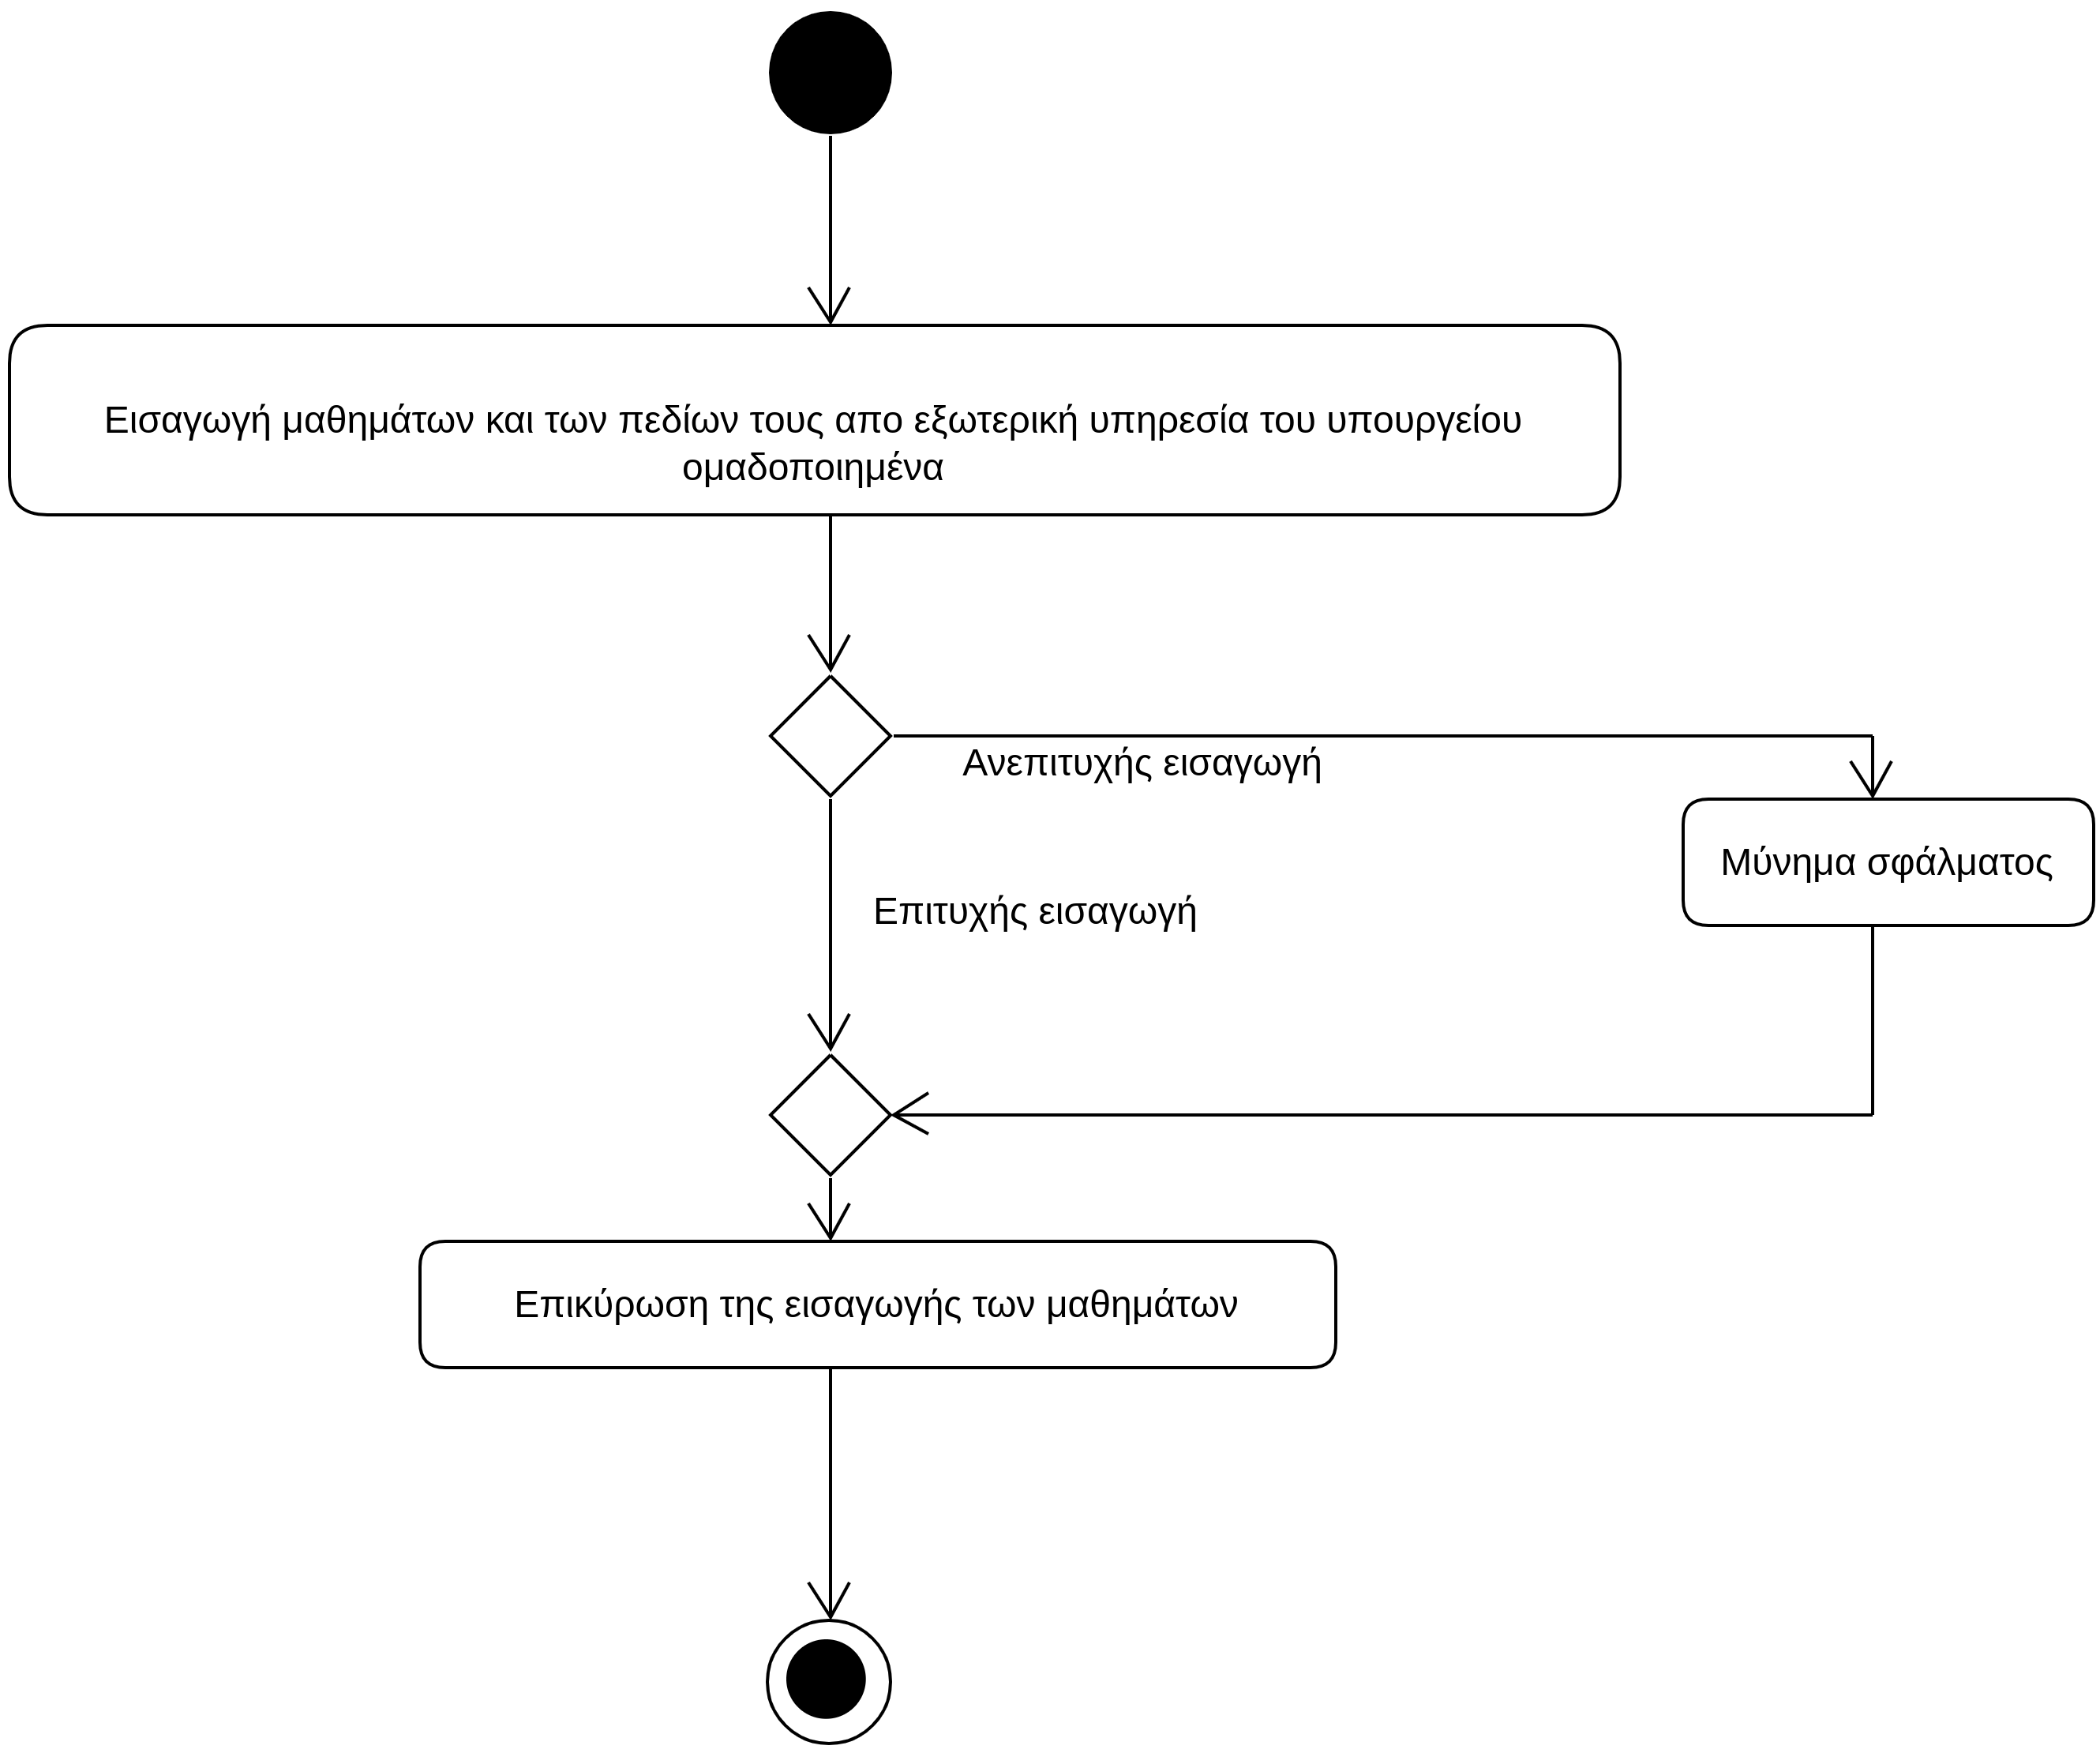 Εισαγωγή μαθημάτων και των πεδίων τους απο εξωτερική υπηρεσία του υπουργείου
ομαδοποιημένα
Ανεπιτυχής εισαγωγή
Μύνημα σφάλματος
Επιτυχής εισαγωγή
Επικύρωση της εισαγωγής των μαθημάτων